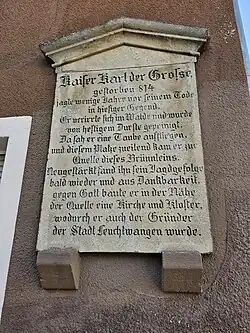 Kaiser Karl der Grosse,
gestorben 814
jagte wenige Jahre vor seinem Tode
in hiesiger Gegend.
Er verirrte sich im Walde und wurde
von heftigem Durste gepeinigt.
Da sah er eine Taube auffliegen,
und diesem Platze zueilend kam er zur
Quelle dieses Brünnleins.
Neugestärkt fand ihn sein Jagdgefolge
bald wieder und aus Dankbarkeit
gegen Gott baute er in der Nähe
der Quelle eine Kirche und Kloster,
wodurch er auch der Gründer
der Stadt Feuchtwangen wurde.